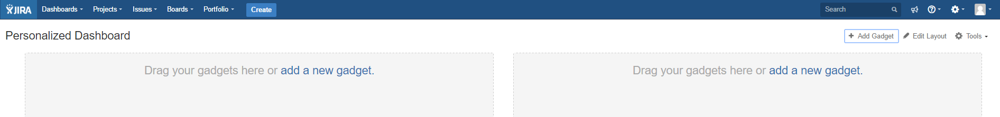 JIRA Dashboards Projects Issues Boards Portfolio Create Search
Personalized Dashboard + Add Gadget Edit Layout Tools
Drag your gadgets here or add a new gadget. Drag your gadgets here or add a new gadget.